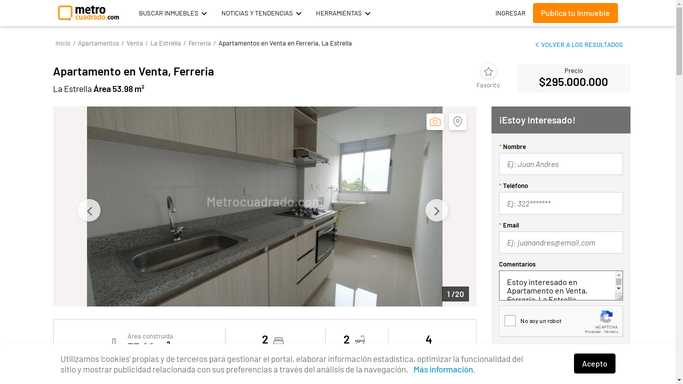 metro
cuadrado.com
BUSCAR INMUEBLES
NOTICIAS Y TENDENCIAS
HERRAMIENTAS
INGRESAR
Publica tu Inmueble
Inicio / Apartamentos / Venta / La Estrella / Ferreria / Apartamentos en Venta en Ferreria, La Estrella
VOLVER A LOS RESULTADOS
Apartamento en Venta, Ferreria
La Estrella Área 53.98 m²
Favorito
Precio
$295.000.000
Metrocuadrado.com
1 / 20
¡Estoy Interesado!
* Nombre
Ej: Juan Andres
* Teléfono
Ej: 322*******
* Email
Ej: juanandres@email.com
Comentarios
Estoy interesado en
Apartamento en Venta,
Ferreria, La Estrella
No soy un robot
reCAPTCHA
Privacidad - Términos
Área construida
2
2
4
Utilizamos 'cookies' propias y de terceros para gestionar el portal, elaborar información estadística, optimizar la funcionalidad del
sitio y mostrar publicidad relacionada con sus preferencias a través del análisis de la navegación. Más información.
Acepto